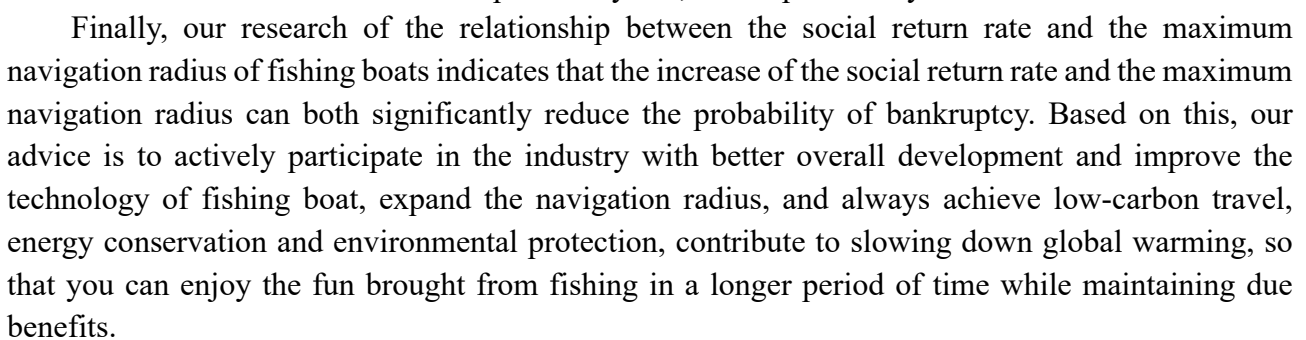 Finally, our research of the relationship between the social return rate and the maximum
navigation radius of fishing boats indicates that the increase of the social return rate and the maximum
navigation radius can both significantly reduce the probability of bankruptcy. Based on this, our
advice is to actively participate in the industry with better overall development and improve the
technology of fishing boat, expand the navigation radius, and always achieve low-carbon travel,
energy conservation and environmental protection, contribute to slowing down global warming, so
that you can enjoy the fun brought from fishing in a longer period of time while maintaining due
benefits.